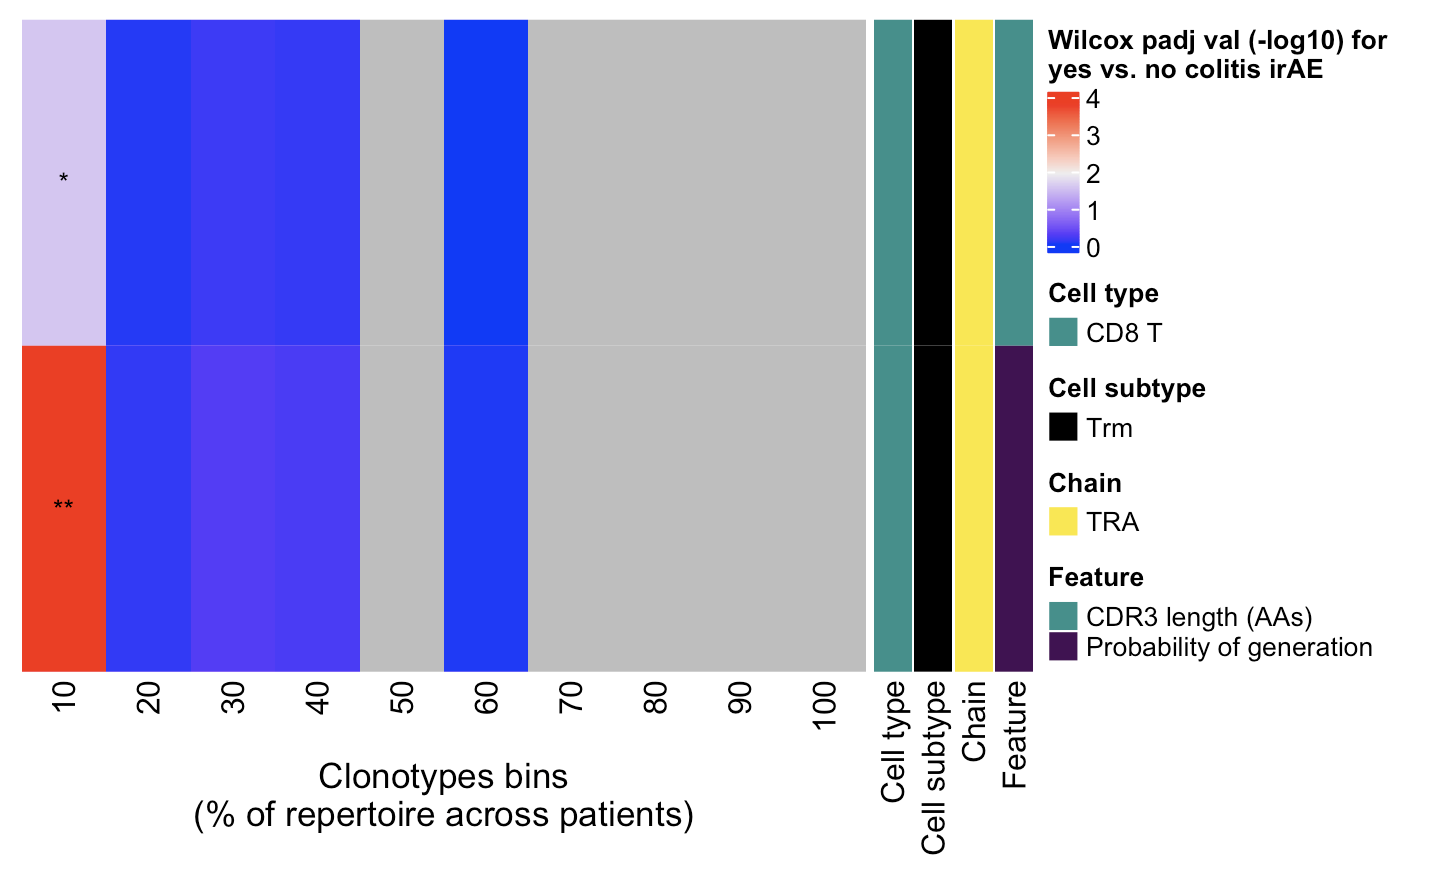 *
**
10
20
30
40
50
60
70
80
90
100
Clonotypes bins
(% of repertoire across patients)
Cell type
Cell subtype
Chain
Feature
Wilcox padj val (-log10) for
yes vs. no colitis irAE
4
3
2
1
0
Cell type
CD8 T
Cell subtype
Trm
Chain
TRA
Feature
CDR3 length (AAs)
Probability of generation